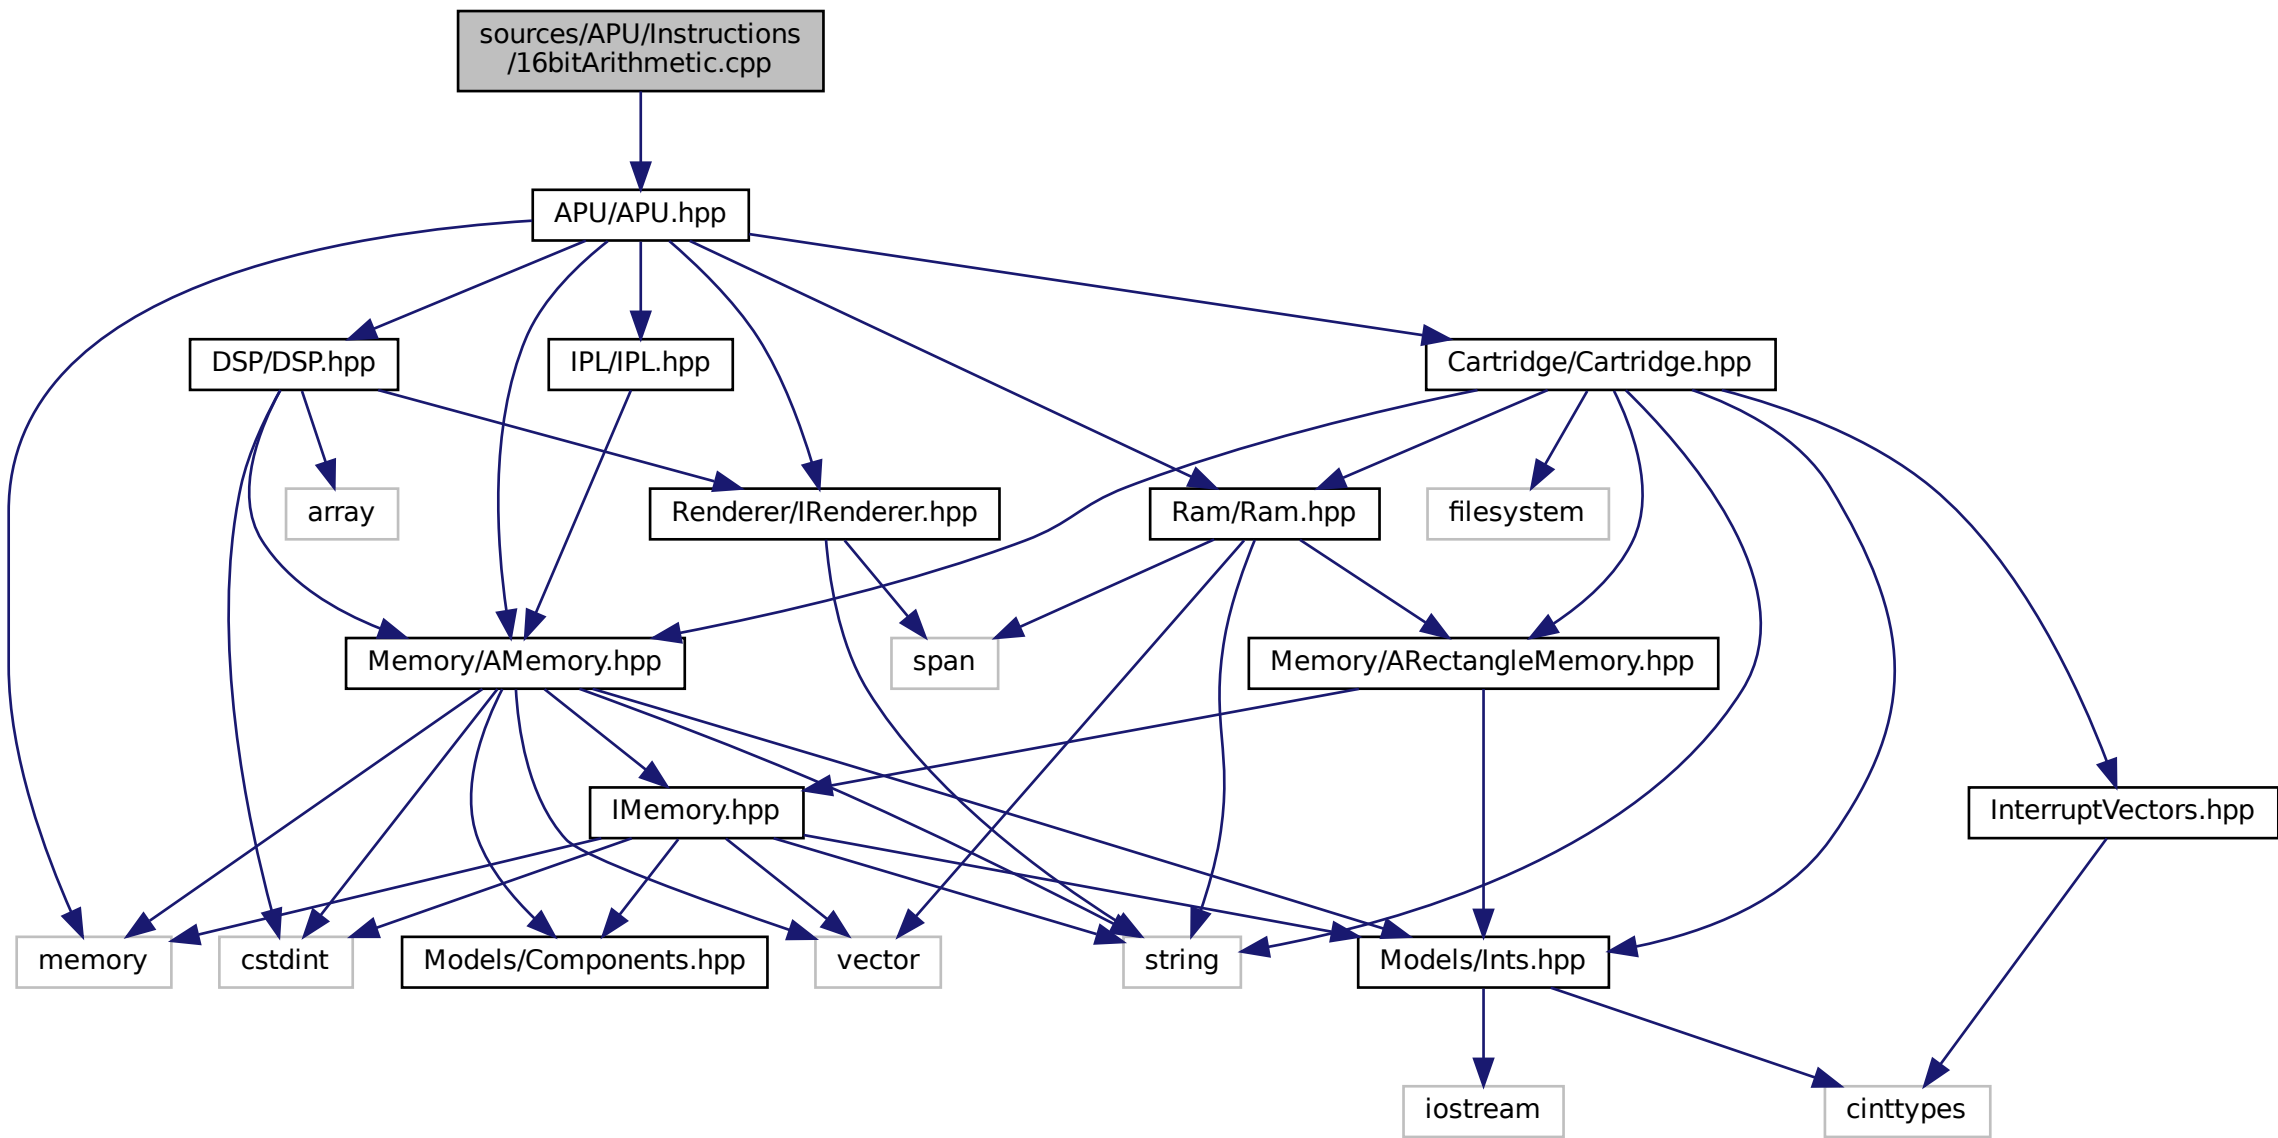 sources/APU/Instructions
/16bitArithmetic.cpp
APU/APU.hpp
DSP/DSP.hpp
IPL/IPL.hpp
Cartridge/Cartridge.hpp
array
Renderer/IRenderer.hpp
Ram/Ram.hpp
filesystem
Memory/AMemory.hpp
span
Memory/ARectangleMemory.hpp
IMemory.hpp
InterruptVectors.hpp
memory
cstdint
Models/Components.hpp
vector
string
Models/Ints.hpp
iostream
cinttypes